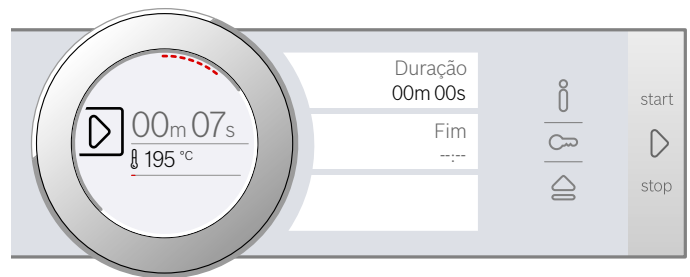 00m 07s
195 °C
Duração
00m 00s
Fim
--:--
start
stop